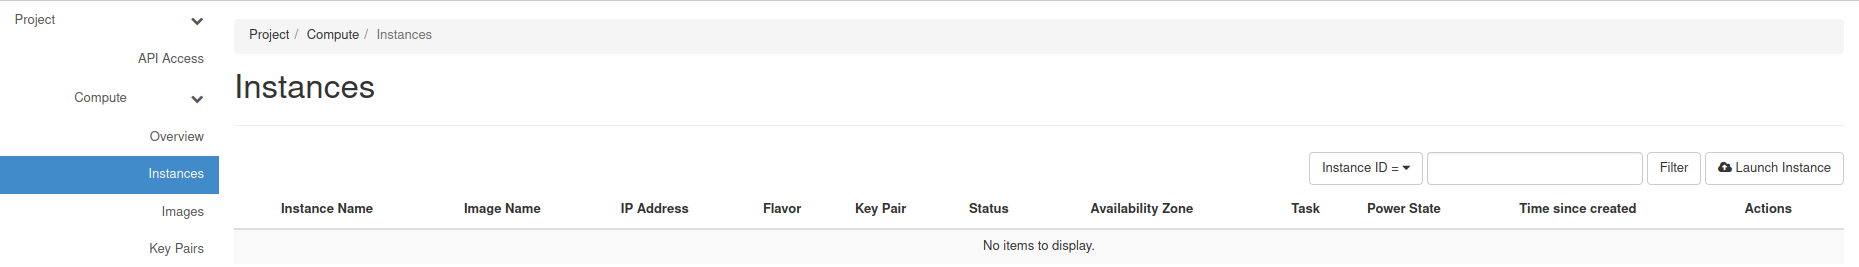 Project
API Access
Compute
Overview
Instances
Images
Key Pairs
Project / Compute / Instances
Instances
Instance ID = Filter Launch Instance
Instance Name Image Name IP Address Flavor Key Pair Status Availability Zone Task Power State Time since created Actions
No items to display.